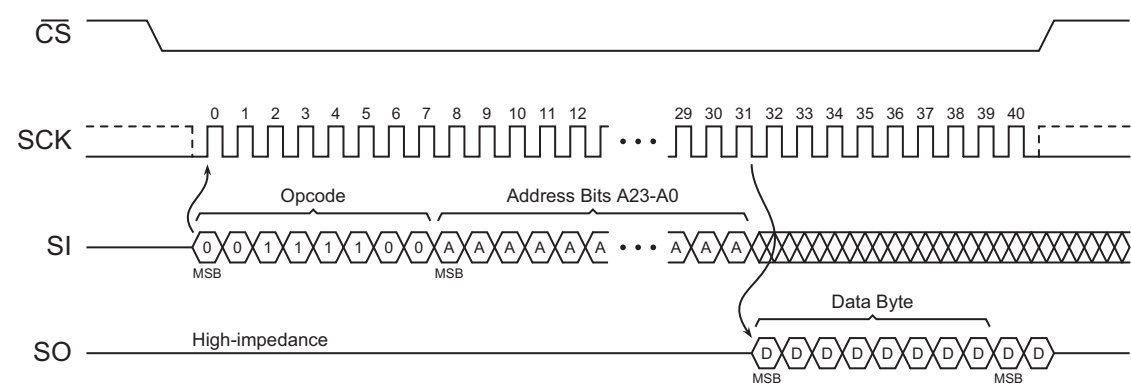 CS
0 1 2 3 4 5 6 7 8 9 10 11 12 29 30 31 32 33 34 35 36 37 38 39 40
SCK
Opcode Address Bits A23-A0
SI 0 0 1 1 1 1 0 0 A A A A A A A A A
MSB MSB
Data Byte
High-impedance
SO D D D D D D D D D D
MSB MSB